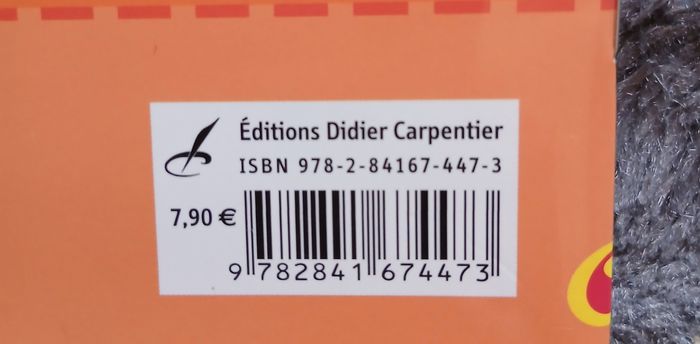 Éditions Didier Carpentier
ISBN 978-2-84167-447-3
7,90 €
9 782841 674473